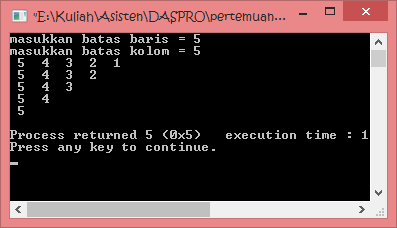 "E:\Kuliah\Asisten\DASPRO\pertemuah...
masukkan batas baris = 5
masukkan batas kolom = 5
5 4 3 2 1
5 4 3 2
5 4 3
5 4
5
Process returned 5 (0x5) execution time : 1
Press any key to continue.